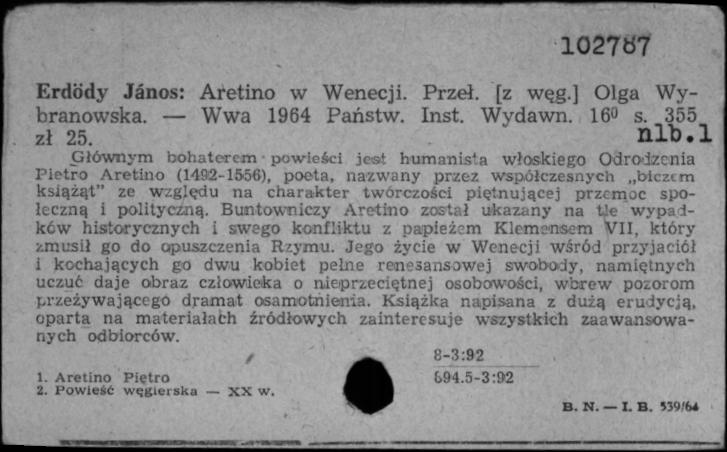 102787
Erdödy János: Aretino w Wenecji. Przeł. [z węg.] Olga Wy-
branowska. — Wwa 1964 Państw. Inst. Wydawn. 16⁰ s. 355
zł 25. nlb. 1
Głównym bohaterem powieści jest humanista włoskiego Odrodzenia
Pietro Aretino (1492-1556), poeta, nazwany przez współczesnych „biczem
książąt” ze względu na charakter twórczości piętnującej przemoc spo-
łeczną i polityczną. Buntowniczy Aretino został ukazany na tle wypad-
ków historycznych i swego konfliktu z papieżem Klemensem VII, który
zmusił go do opuszczenia Rzymu. Jego życie w Wenecji wśród przyjaciół
i kochających go dwu kobiet pełne renesansowej swobody, namiętnych
uczuć daje obraz człowieka o nieprzeciętnej osobowości, wbrew pozorom
przeżywającego dramat osamotnienia. Książka napisana z dużą erudycją,
oparta na materiałach źródłowych zainteresuje wszystkich zaawansowa-
nych odbiorców.
8-3:92
1. Aretino Pietro 894.5-3:92
2. Powieść węgierska — XX w.
B. N. — I. B. 539/64